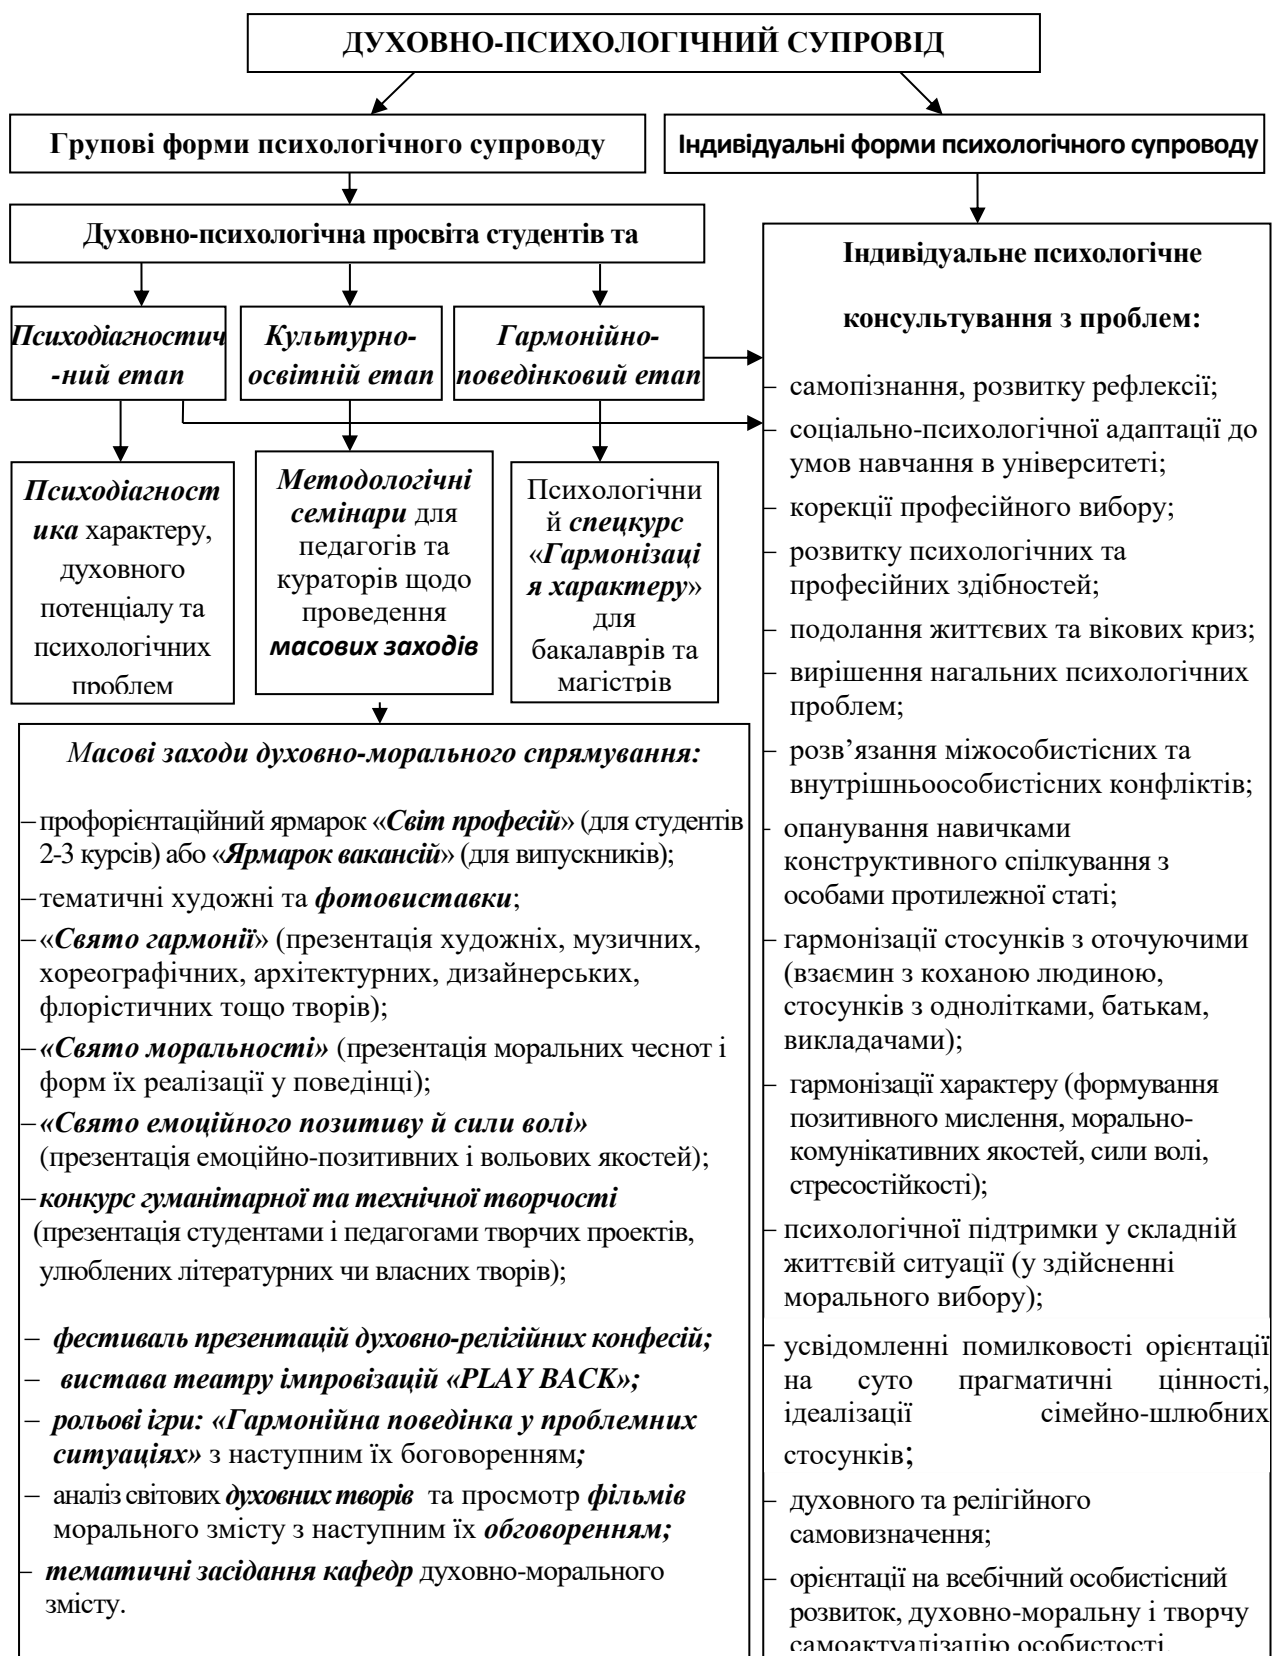 ДУХОВНО-ПСИХОЛОГІЧНИЙ СУПРОВІД
Групові форми психологічного супроводу
Індивідуальні форми психологічного супроводу
Духовно-психологічна просвіта студентів та
Психодіагностич
-ний етап
Культурно-
освітній етап
Гармонійно-
поведінковий етап
Психодіагност
ика характеру,
духовного
потенціалу та
психологічних
проблем
Методологічні
семінари для
педагогів та
кураторів щодо
проведення
масових заходів
Психологічни
й спецкурс
«Гармонізаці
я характеру»
для
бакалаврів та
магістрів
Масові заходи духовно-морального спрямування:
– профорієнтаційний ярмарок «Світ професій» (для студентів
2-3 курсів) або «Ярмарок вакансій» (для випускників);
– тематичні художні та фотовиставки;
– «Свято гармонії» (презентація художніх, музичних,
хореографічних, архітектурних, дизайнерських,
флорістичних тощо творів);
– «Свято моральності» (презентація моральних чеснот і
форм їх реалізації у поведінці);
– «Свято емоційного позитиву й сили волі»
(презентація емоційно-позитивних і вольових якостей);
– конкурс гуманітарної та технічної творчості
(презентація студентами і педагогами творчих проектів,
улюблених літературних чи власних творів);
– фестиваль презентацій духовно-релігійних конфесій;
– вистава театру імпровізацій «PLAY BACK»;
– рольові ігри: «Гармонійна поведінка у проблемних
ситуаціях» з наступним їх боговоренням;
– аналіз світових духовних творів та просмотр фільмів
морального змісту з наступним їх обговоренням;
– тематичні засідання кафедр духовно-морального
змісту.
Індивідуальне психологічне
консультування з проблем:
– самопізнання, розвитку рефлексії;
– соціально-психологічної адаптації до
умов навчання в університеті;
– корекції професійного вибору;
– розвитку психологічних та
професійних здібностей;
– подолання життєвих та вікових криз;
– вирішення нагальних психологічних
проблем;
– розв’язання міжособистісних та
внутрішньоособистісних конфліктів;
– опанування навичками
конструктивного спілкування з
особами протилежної статі;
– гармонізації стосунків з оточуючими
(взаємин з коханою людиною,
стосунків з однолітками, батькам,
викладачами);
– гармонізації характеру (формування
позитивного мислення, морально-
комунікативних якостей, сили волі,
стресостійкості);
– психологічної підтримки у складній
життєвій ситуації (у здійсненні
морального вибору);
– усвідомленні помилковості орієнтації
на суто прагматичні цінності,
ідеалізації сімейно-шлюбних
стосунків;
– духовного та релігійного
самовизначення;
– орієнтації на всебічний особистісний
розвиток, духовно-моральну і творчу
самоактуалізацію особистості.